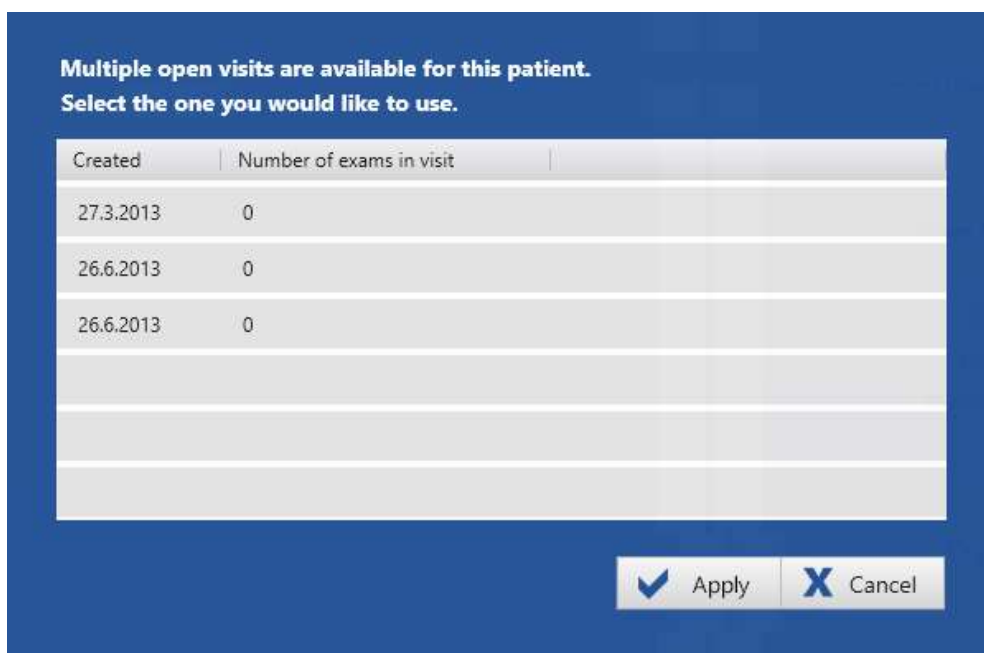 Multiple open visits are available for this patient.
Select the one you would like to use.
Created Number of exams in visit
27.3.2013 0
26.6.2013 0
26.6.2013 0
Apply Cancel